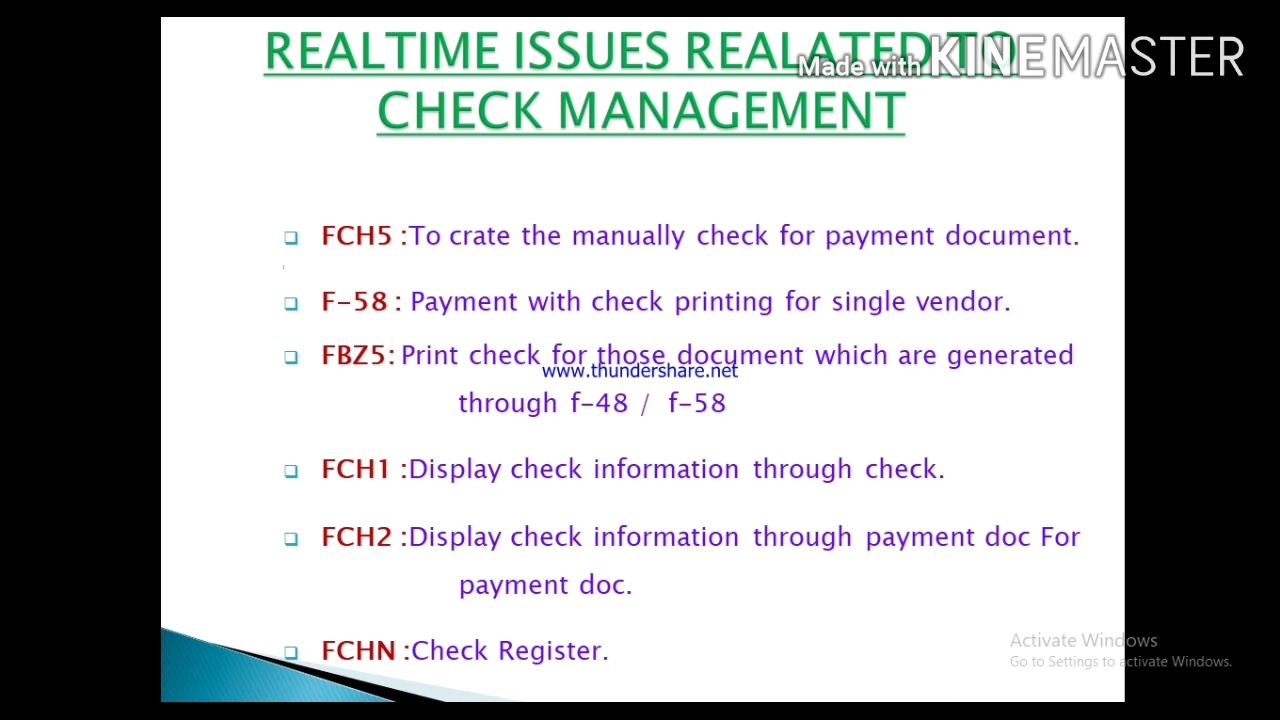 REALTIME ISSUES REALATED TO
Made with KINEMASTER
CHECK MANAGEMENT
FCH5 :To crate the manually check for payment document.
F-58 : Payment with check printing for single vendor.
FBZ5: Print check for those document which are generated
www.thundershare.net
through f-48 / f-58
FCH1 :Display check information through check.
FCH2 :Display check information through payment doc For
payment doc.
FCHN :Check Register.
Activate Windows
Go to Settings to activate Windows.